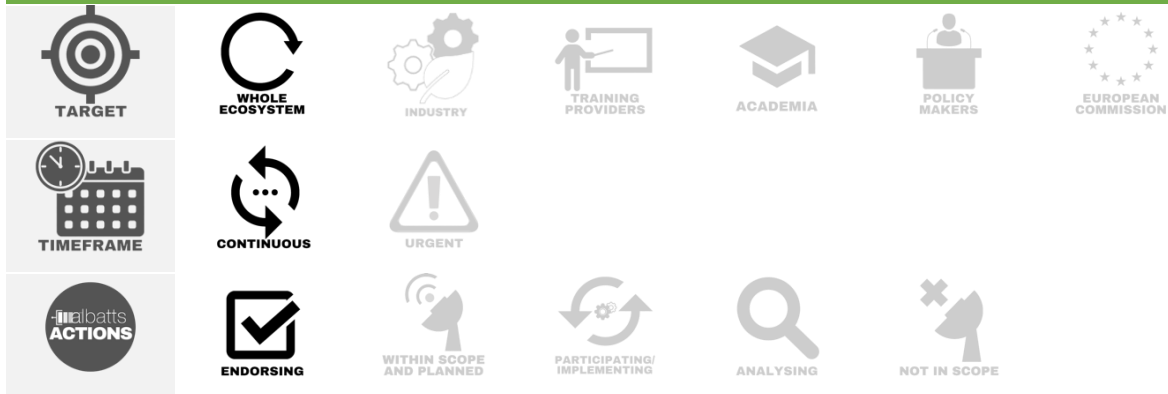 TARGET
WHOLE
ECOSYSTEM
INDUSTRY
TRAINING
PROVIDERS
ACADEMIA
POLICY
MAKERS
EUROPEAN
COMMISSION
TIMEFRAME
CONTINUOUS
URGENT
albatts
ACTIONS
ENDORSING
WITHIN SCOPE
AND PLANNED
PARTICIPATING/
IMPLEMENTING
ANALYSING
NOT IN SCOPE